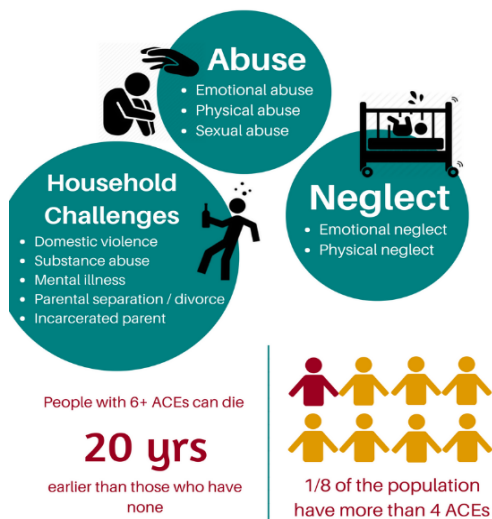 Abuse
• Emotional abuse
• Physical abuse
• Sexual abuse
Household
Challenges
• Domestic violence
• Substance abuse
• Mental illness
• Parental separation / divorce
• Incarcerated parent
Neglect
• Emotional neglect
• Physical neglect
People with 6+ ACEs can die
20 yrs
earlier than those who have
none
1/8 of the population
have more than 4 ACEs